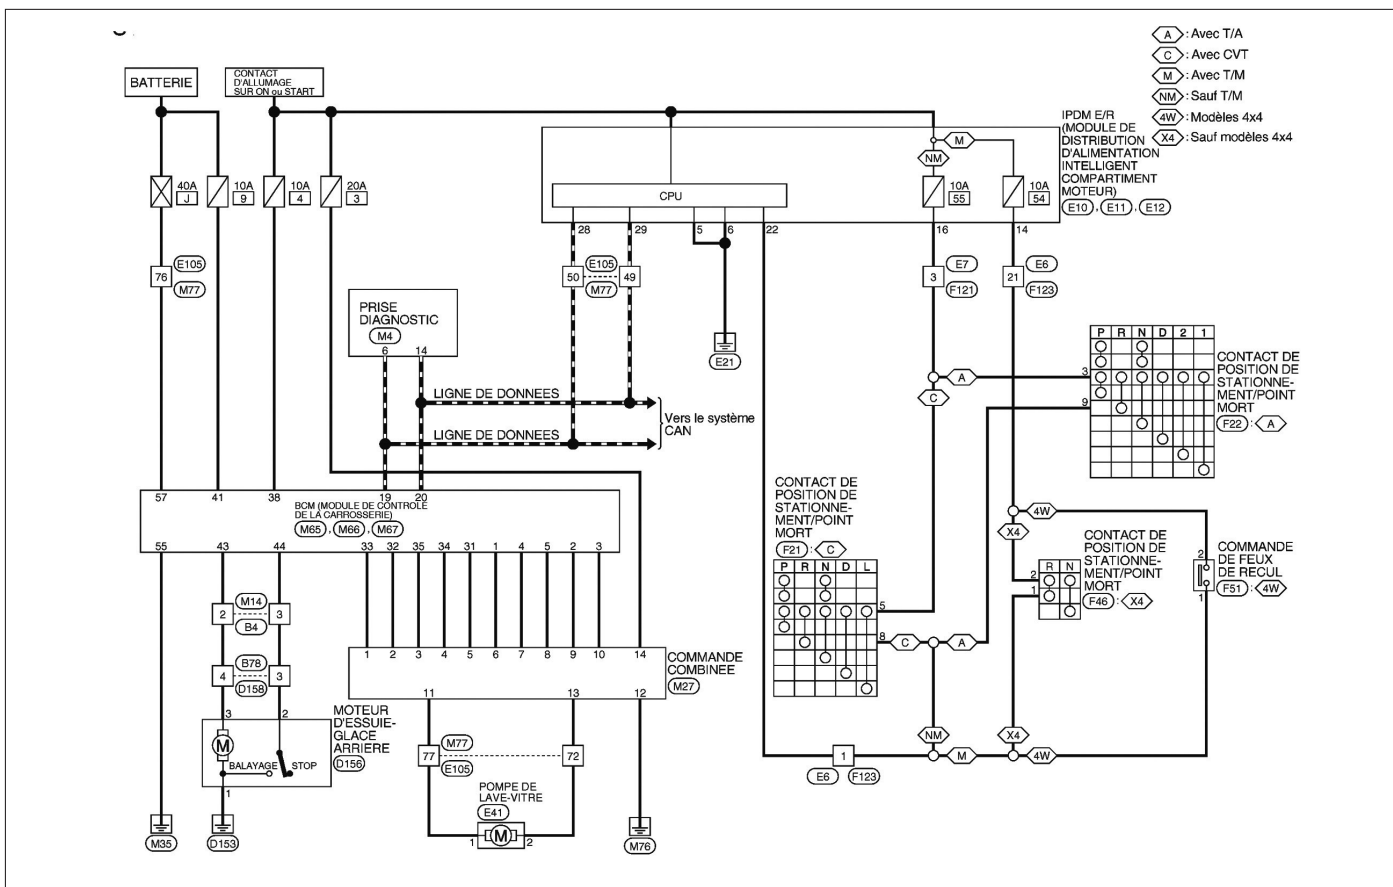 A : Avec T/A
C : Avec CVT
M : Avec T/M
NM : Sauf T/M
4W : Modèles 4x4
X4 : Sauf modèles 4x4
BATTERIE
CONTACT
D'ALLUMAGE
SUR ON ou START
IPDM E/R
(MODULE DE
DISTRIBUTION
D'ALIMENTATION
INTELLIGENT
COMPARTIMENT
MOTEUR)
E10 , E11 , E12
M
NM
40A J
10A 9
10A 4
20A 3
CPU
10A 55
10A 54
28 29 5 6 22 16 14
76 E105 M77
50 E105 M77 49
3 E7 F121
21 E6 F123
PRISE
DIAGNOSTIC
M4
6 14
E21
LIGNE DE DONNEES
LIGNE DE DONNEES
Vers le système
CAN
A
C
P R N D 2 1
3
9
CONTACT DE
POSITION DE
STATIONNE-
MENT/POINT
MORT
F22 : A
57 41 38 19 20
BCM (MODULE DE CONTROLE
DE LA CARROSSERIE)
M65 , M66 , M67
55 43 44 33 32 35 34 31 1 4 5 2 3
CONTACT DE
POSITION DE
STATIONNE-
MENT/POINT
MORT
F21 : C
P R N D L
5
8 C A
4W
X4
CONTACT DE
POSITION DE
STATIONNE-
MENT/POINT
MORT
F46 : X4
R N
2
1
COMMANDE
DE FEUX
DE RECUL
F51 : 4W
2
1
2 M14 B4 3
4 B78 D158 3
1 2 3 4 5 6 7 8 9 10 14
COMMANDE
COMBINEE
M27
11 13 12
3 2
MOTEUR
D'ESSUIE-
GLACE
ARRIERE
D156
M
BALAYAGE STOP
1
77 M77 E105 72
POMPE DE
LAVE-VITRE
E41
1 M 2
NM M X4 4W
1
E6 F123
M35 D153 M76